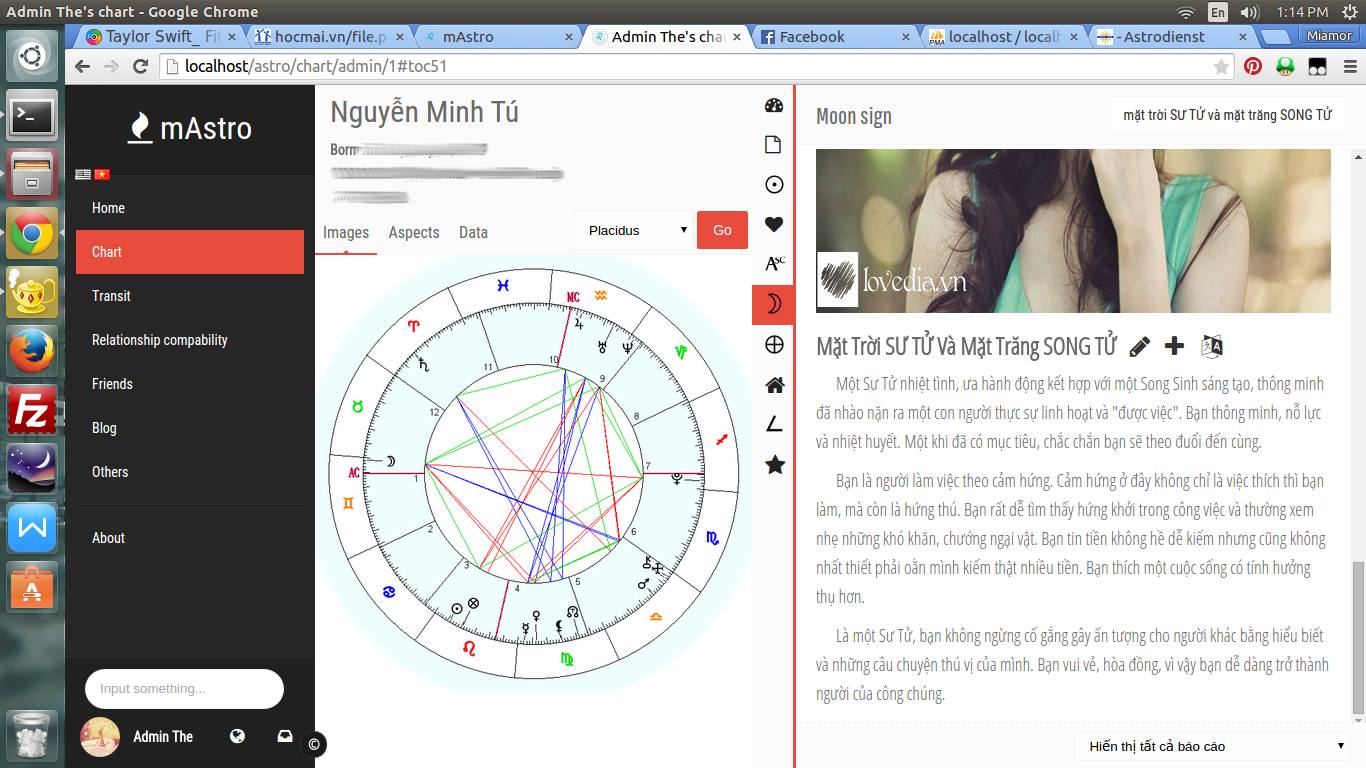 Admin The's chart - Google Chrome
En
1:14 PM
Taylor Swift_ Fil
hocmai.vn/file.p
mAstro
Admin The's cha
Facebook
localhost / localh
- Astrodienst
Miamor
localhost/astro/chart/admin/1#toc51
mAstro
Home
Chart
Transit
Relationship compability
Friends
Blog
Others
About
Input something...
Admin The
©
Nguyễn Minh Tú
Born
Images
Aspects
Data
Placidus
Go
MC
AC
1
2
3
4
5
6
7
8
9
10
11
12
Asc
Moon sign
mặt trời SƯ TỬ và mặt trăng SONG TỬ
lovedia.vn
Mặt Trời SƯ TỬ Và Mặt Trăng SONG TỬ
Một Sư Tử nhiệt tình, ưa hành động kết hợp với một Song Sinh sáng tạo, thông minh
đã nhào nặn ra một con người thực sự linh hoạt và "được việc". Bạn thông minh, nỗ lực
và nhiệt huyết. Một khi đã có mục tiêu, chắc chắn bạn sẽ theo đuổi đến cùng.
Bạn là người làm việc theo cảm hứng. Cảm hứng ở đây không chỉ là việc thích thì bạn
làm, mà còn là hứng thú. Bạn rất dễ tìm thấy hứng khởi trong công việc và thường xem
nhẹ những khó khăn, chướng ngại vật. Bạn tin tiền không hề dễ kiếm nhưng cũng không
nhất thiết phải oằn mình kiếm thật nhiều tiền. Bạn thích một cuộc sống có tính hưởng
thụ hơn.
Là một Sư Tử, bạn không ngừng cố gắng gây ấn tượng cho người khác bằng hiểu biết
và những câu chuyện thú vị của mình. Bạn vui vẻ, hòa đồng, vì vậy bạn dễ dàng trở thành
người của công chúng.
Hiển thị tất cả báo cáo